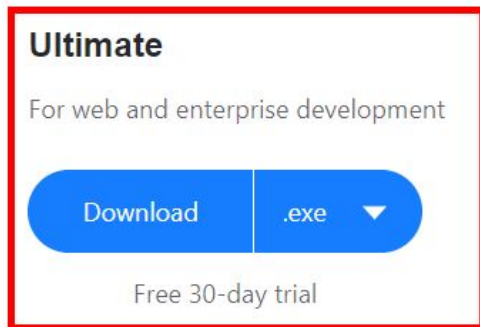 Ultimate
For web and enterprise development
Download .exe
Free 30-day trial